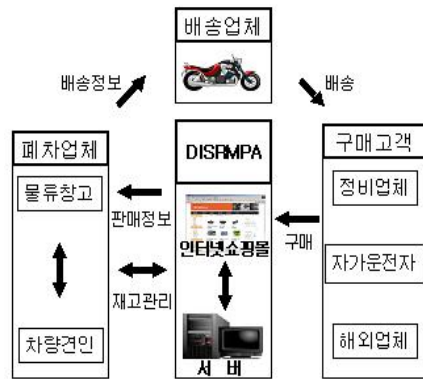 배송업체
배송정보
배송
폐차업체
DISRMPA
구매고객
물류창고
정비업체
판매정보
인터넷쇼핑몰
구매
자가운전자
재고관리
차량견인
서 버
해외업체